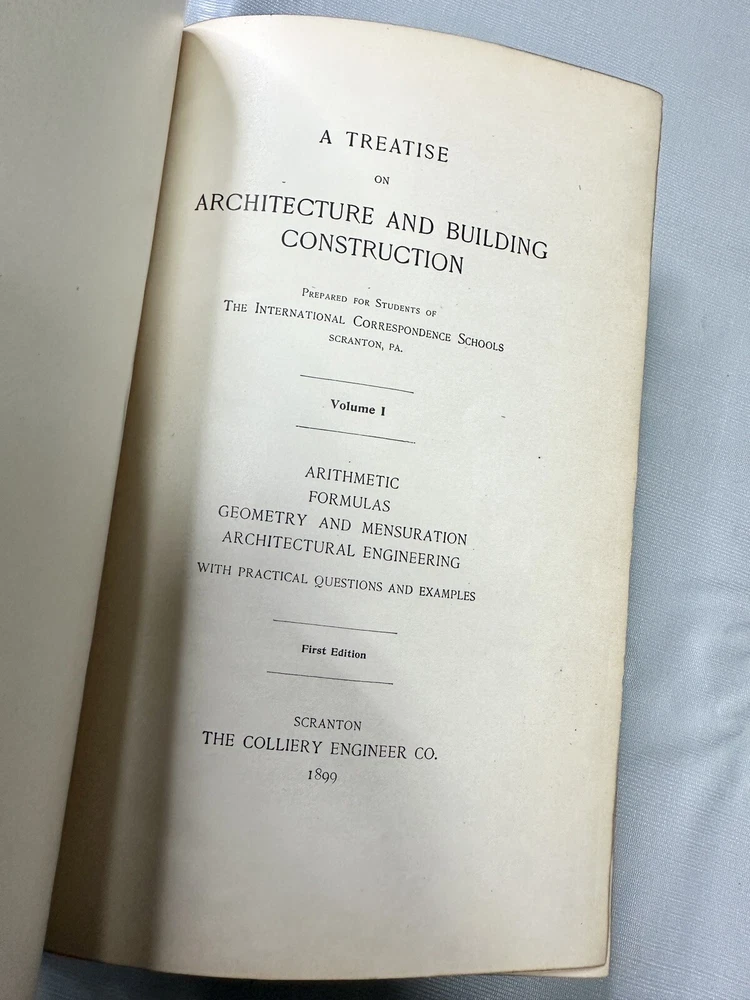 A TREATISE
ON
ARCHITECTURE AND BUILDING
CONSTRUCTION
PREPARED FOR STUDENTS OF
THE INTERNATIONAL CORRESPONDENCE SCHOOLS
SCRANTON, PA.
Volume I
ARITHMETIC
FORMULAS
GEOMETRY AND MENSURATION
ARCHITECTURAL ENGINEERING
WITH PRACTICAL QUESTIONS AND EXAMPLES
First Edition
SCRANTON
THE COLLIERY ENGINEER CO.
1899